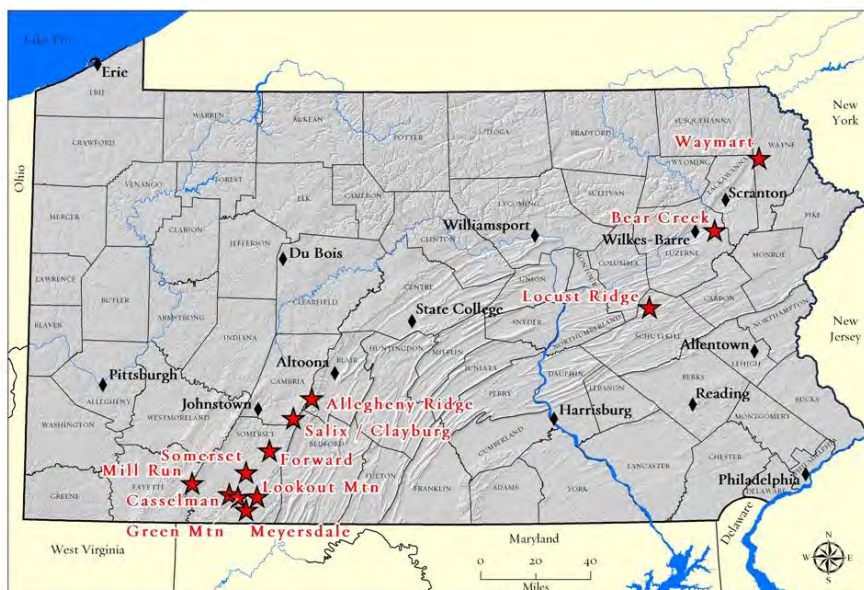 Lake Erie
Erie
ERIE
CRAWFORD
WARREN
McKEAN
POTTER
TIOGA
BRADFORD
SUSQUEHANNA
WAYNE
New
York
Waymart
WYOMING
LACKAWANNA
Scranton
VENANGO
FOREST
ELK
CAMERON
LYCOMING
SULLIVAN
PIKE
MERCER
CLARION
JEFFERSON
CLINTON
Williamsport
Bear Creek
Wilkes-Barre
LUZERNE
MONROE
Du Bois
LAWRENCE
BUTLER
CLEARFIELD
CENTRE
UNION
MONTOUR
COLUMBIA
CARBON
Locust Ridge
State College
BEAVER
ARMSTRONG
INDIANA
SNYDER
NORTHUMBERLAND
SCHUYLKILL
NORTHAMPTON
New
Jersey
Ohio
Altoona
BLAIR
HUNTINGDON
MIFFLIN
JUNIATA
Allentown
LEHIGH
Pittsburgh
ALLEGHENY
CAMBRIA
DAUPHIN
LEBANON
BERKS
BUCKS
Johnstown
WESTMORELAND
Allegheny Ridge
PERRY
Reading
MONTGOMERY
WASHINGTON
Salix / Clayburg
Harrisburg
SOMERSET
BEDFORD
CUMBERLAND
Somerset
Forward
LANCASTER
CHESTER
PHILADELPHIA
Mill Run
FAYETTE
Lookout Mtn
FULTON
FRANKLIN
ADAMS
YORK
Philadelphia
DELAWARE
GREENE
Casselman
Green Mtn
Meyersdale
West Virginia
Maryland
Delaware
0
20
40
Miles
N
W
E
S